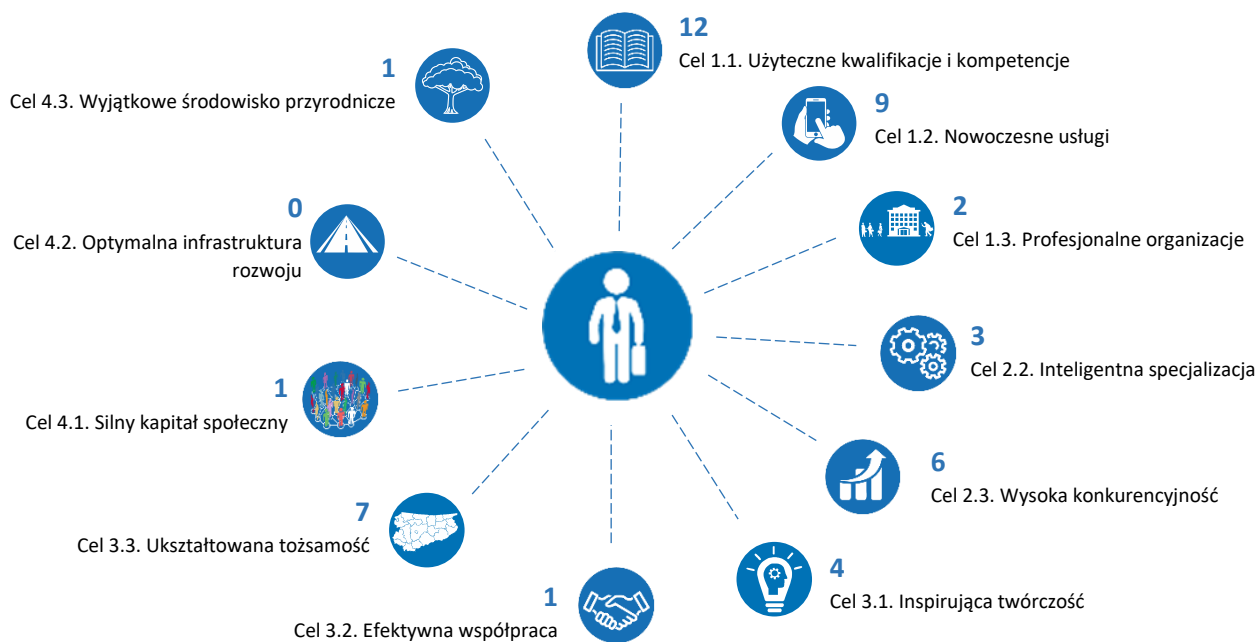 12
Cel 1.1. Użyteczne kwalifikacje i kompetencje
9
Cel 1.2. Nowoczesne usługi
2
Cel 1.3. Profesjonalne organizacje
3
Cel 2.2. Inteligentna specjalizacja
6
Cel 2.3. Wysoka konkurencyjność
4
Cel 3.1. Inspirująca twórczość
1
Cel 3.2. Efektywna współpraca
7
Cel 3.3. Ukształtowana tożsamość
1
Cel 4.1. Silny kapitał społeczny
0
Cel 4.2. Optymalna infrastruktura
rozwoju
1
Cel 4.3. Wyjątkowe środowisko przyrodnicze